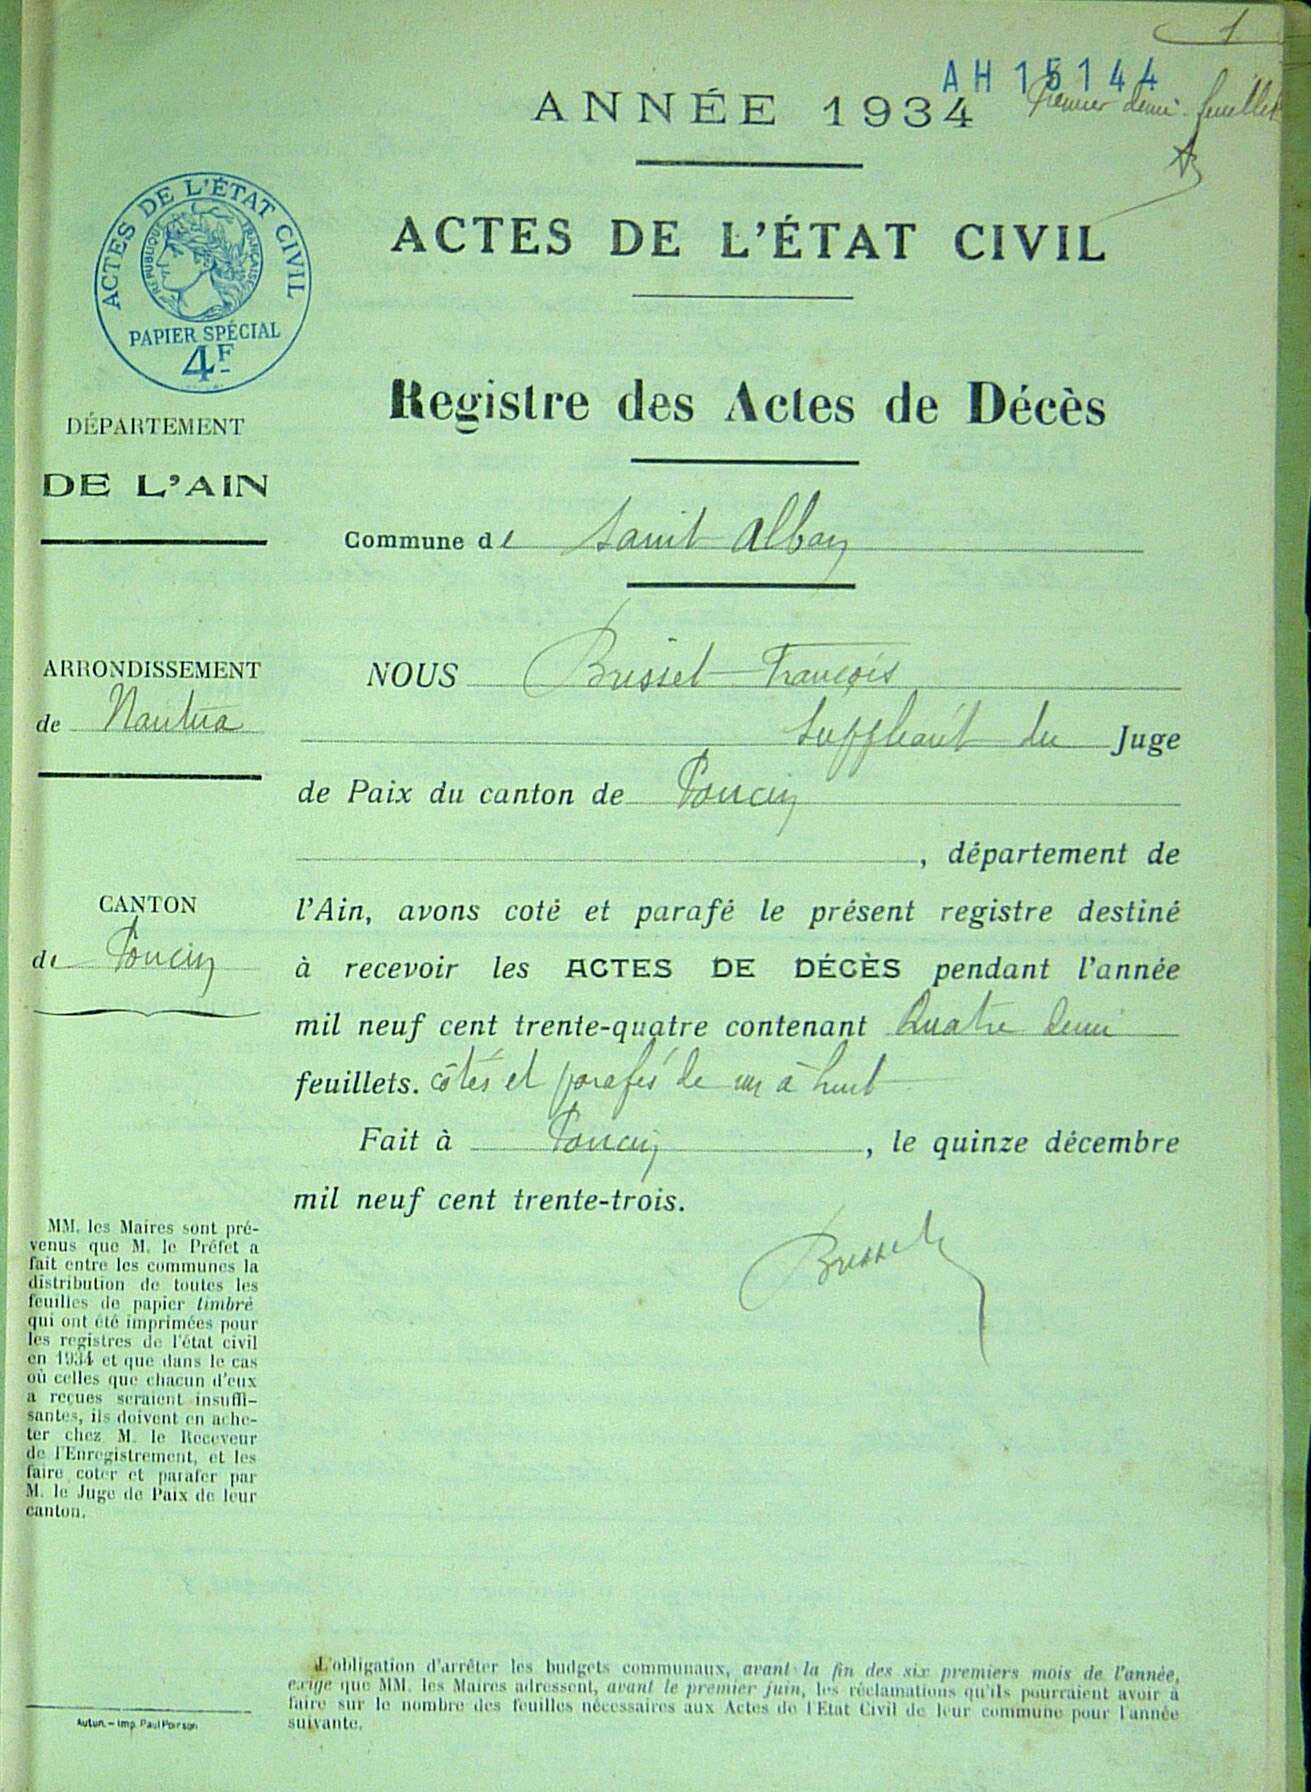 1
AH 15144
ANNÉE 1934
Premier demi-feuillet
ACTES DE L'ÉTAT CIVIL
ACTES DE L'ÉTAT CIVIL
RÉPUBLIQUE FRANÇAISE
PAPIER SPÉCIAL
4F
DÉPARTEMENT
DE L'AIN
Registre des Actes de Décès
Commune de Saint Alban
ARRONDISSEMENT
de Nantua
CANTON
de Poncin
NOUS Brisset François
Suppléant du Juge
de Paix du canton de Poncin
, département de
l'Ain, avons coté et parafé le présent registre destiné
à recevoir les ACTES DE DÉCÈS pendant l'année
mil neuf cent trente-quatre contenant Quatre demi
feuillets. côtés et parafés de un à huit
Fait à Poncin, le quinze décembre
mil neuf cent trente-trois.
MM. les Maires sont pré-
venus que M. le Préfet a
fait entre les communes la
distribution de toutes les
feuilles de papier timbré
qui ont été imprimées pour
les registres de l'état civil
en 1934 et que dans le cas
où celles que chacun d'eux
a reçues seraient insuffi-
santes, ils doivent en ache-
ter chez M. le Receveur
de l'Enregistrement, et les
faire coter et parafer par
M. le Juge de Paix de leur
canton.
L'obligation d'arrêter les budgets communaux, avant la fin des six premiers mois de l'année,
exige que MM. les Maires adressent, avant le premier juin, les réclamations qu'ils pourraient avoir à
faire sur le nombre des feuilles nécessaires aux Actes de l'Etat Civil de leur commune pour l'année
suivante.
Autun. — Imp. Paul Poirson